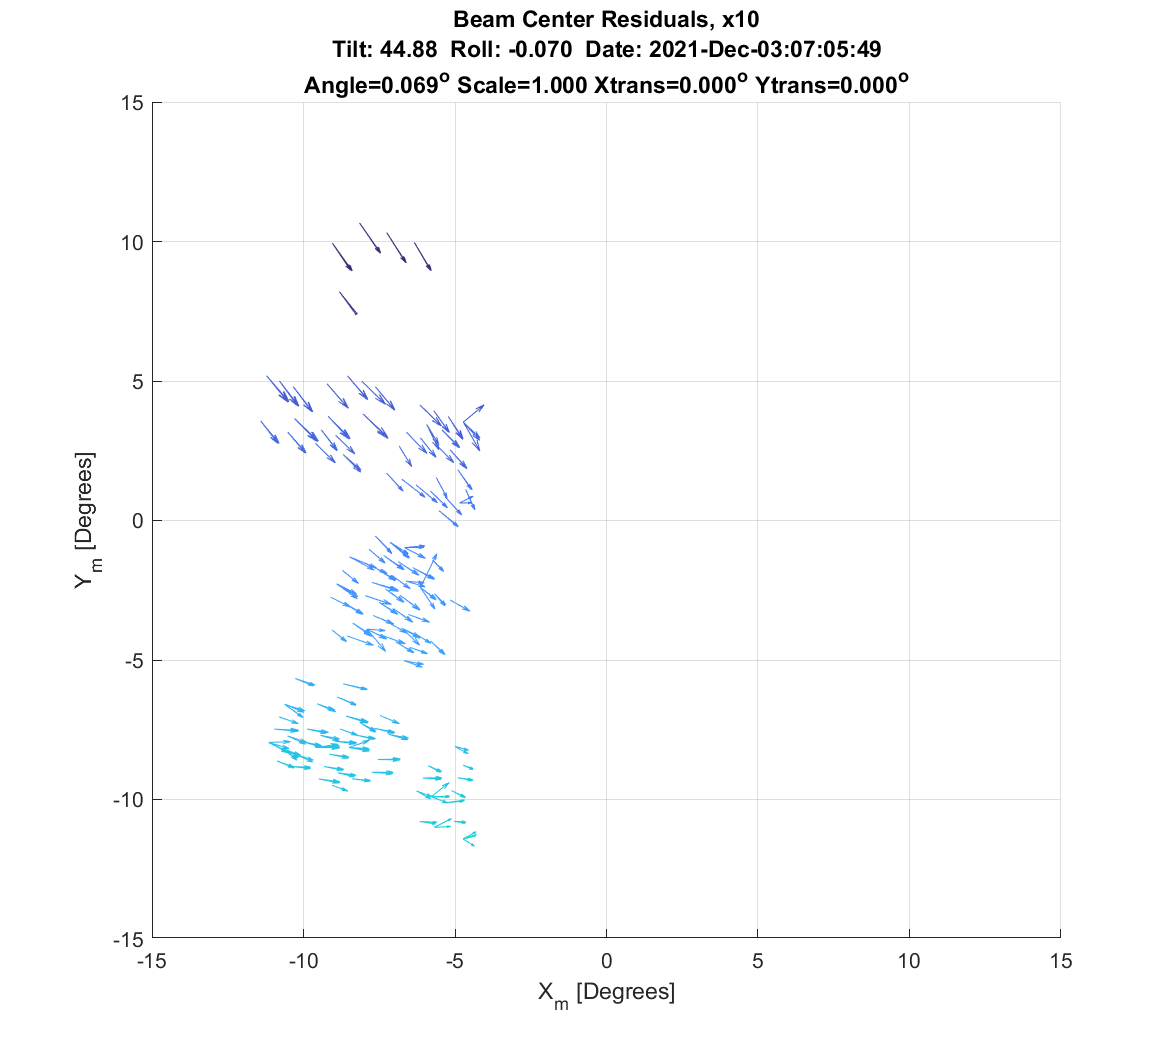 Beam Center Residuals, x10
Tilt: 44.88 Roll: -0.070 Date: 2021-Dec-03:07:05:49
Angle=0.069° Scale=1.000 Xtrans=0.000° Ytrans=0.000°
15
10
5
0
-5
-10
-15
Y_m [Degrees]
-15 -10 -5 0 5 10 15
X_m [Degrees]